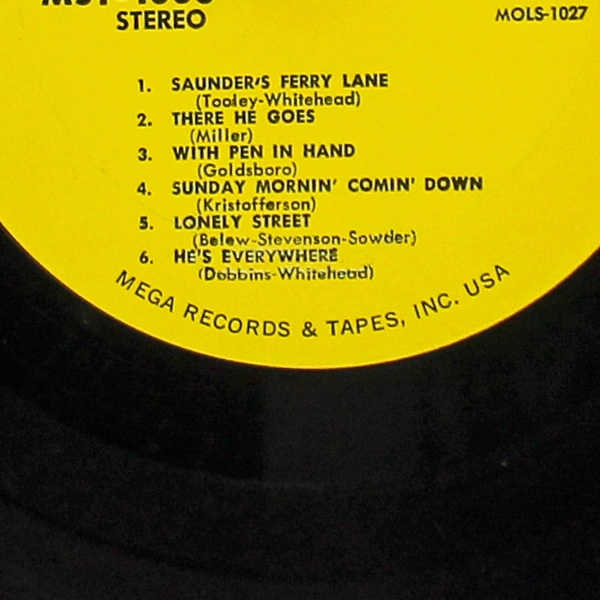 STEREO
MOLS-1027
1. SAUNDER'S FERRY LANE
(Tooley-Whitehead)
2. THERE HE GOES
(Miller)
3. WITH PEN IN HAND
(Goldsboro)
4. SUNDAY MORNIN' COMIN' DOWN
(Kristofferson)
5. LONELY STREET
(Belew-Stevenson-Sowder)
6. HE'S EVERYWHERE
(Dobbins-Whitehead)
MEGA RECORDS & TAPES, INC. USA